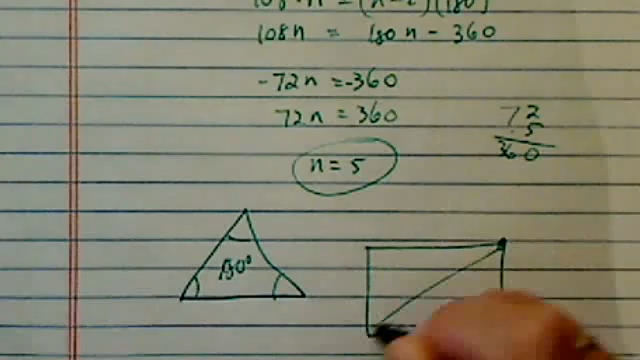 108n = 180n - 360
-72n = -360
72n = 360
72
.5
360
n = 5
180°